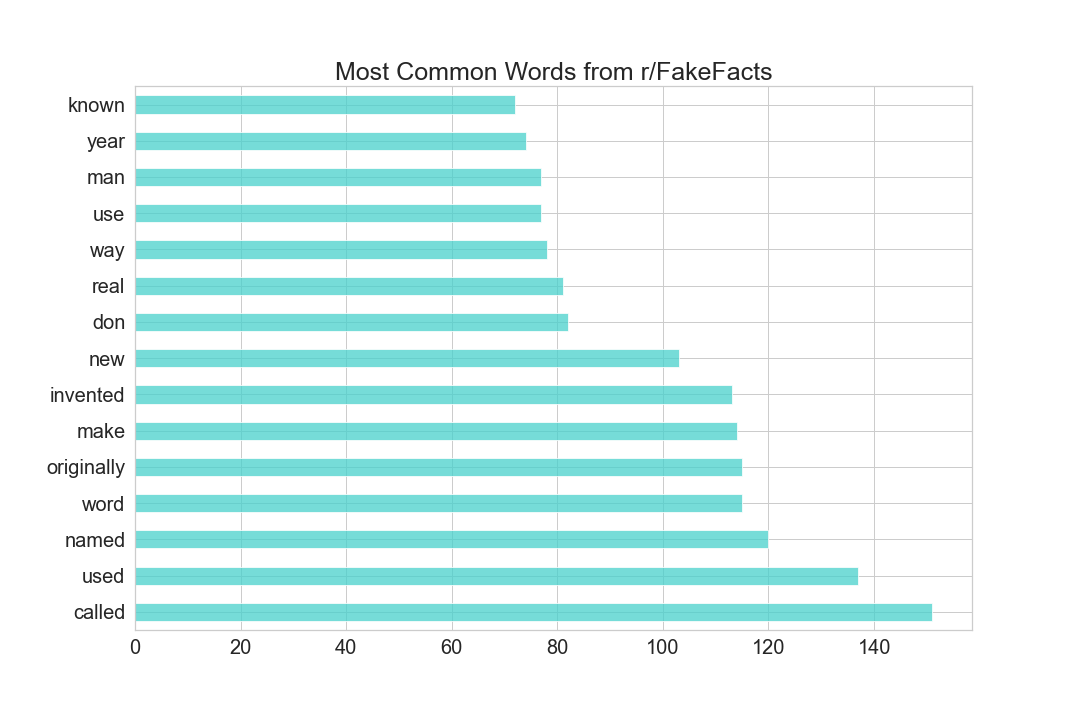 Most Common Words from r/FakeFacts
known
year
man
use
way
real
don
new
invented
make
originally
word
named
used
called
0 20 40 60 80 100 120 140